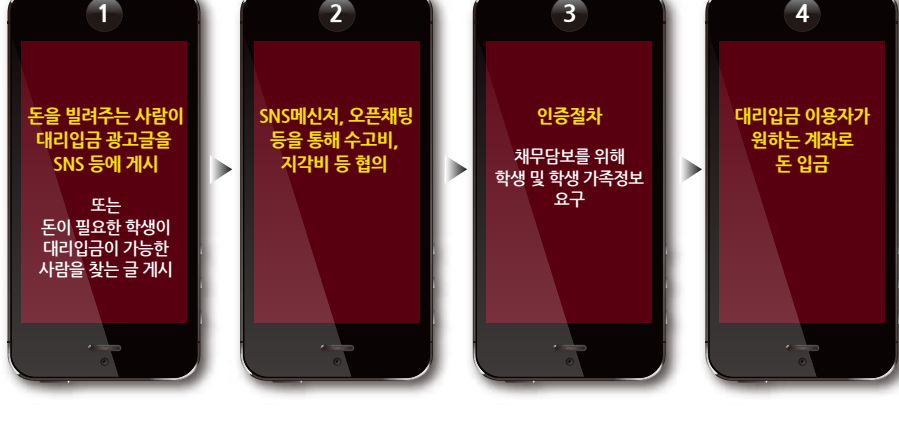 1
돈을 빌려주는 사람이
대리입금 광고글을
SNS 등에 게시
또는
돈이 필요한 학생이
대리입금이 가능한
사람을 찾는 글 게시
2
SNS메신저, 오픈채팅
등을 통해 수고비,
지각비 등 협의
3
인증절차
채무담보를 위해
학생 및 학생 가족정보
요구
4
대리입금 이용자가
원하는 계좌로
돈 입금